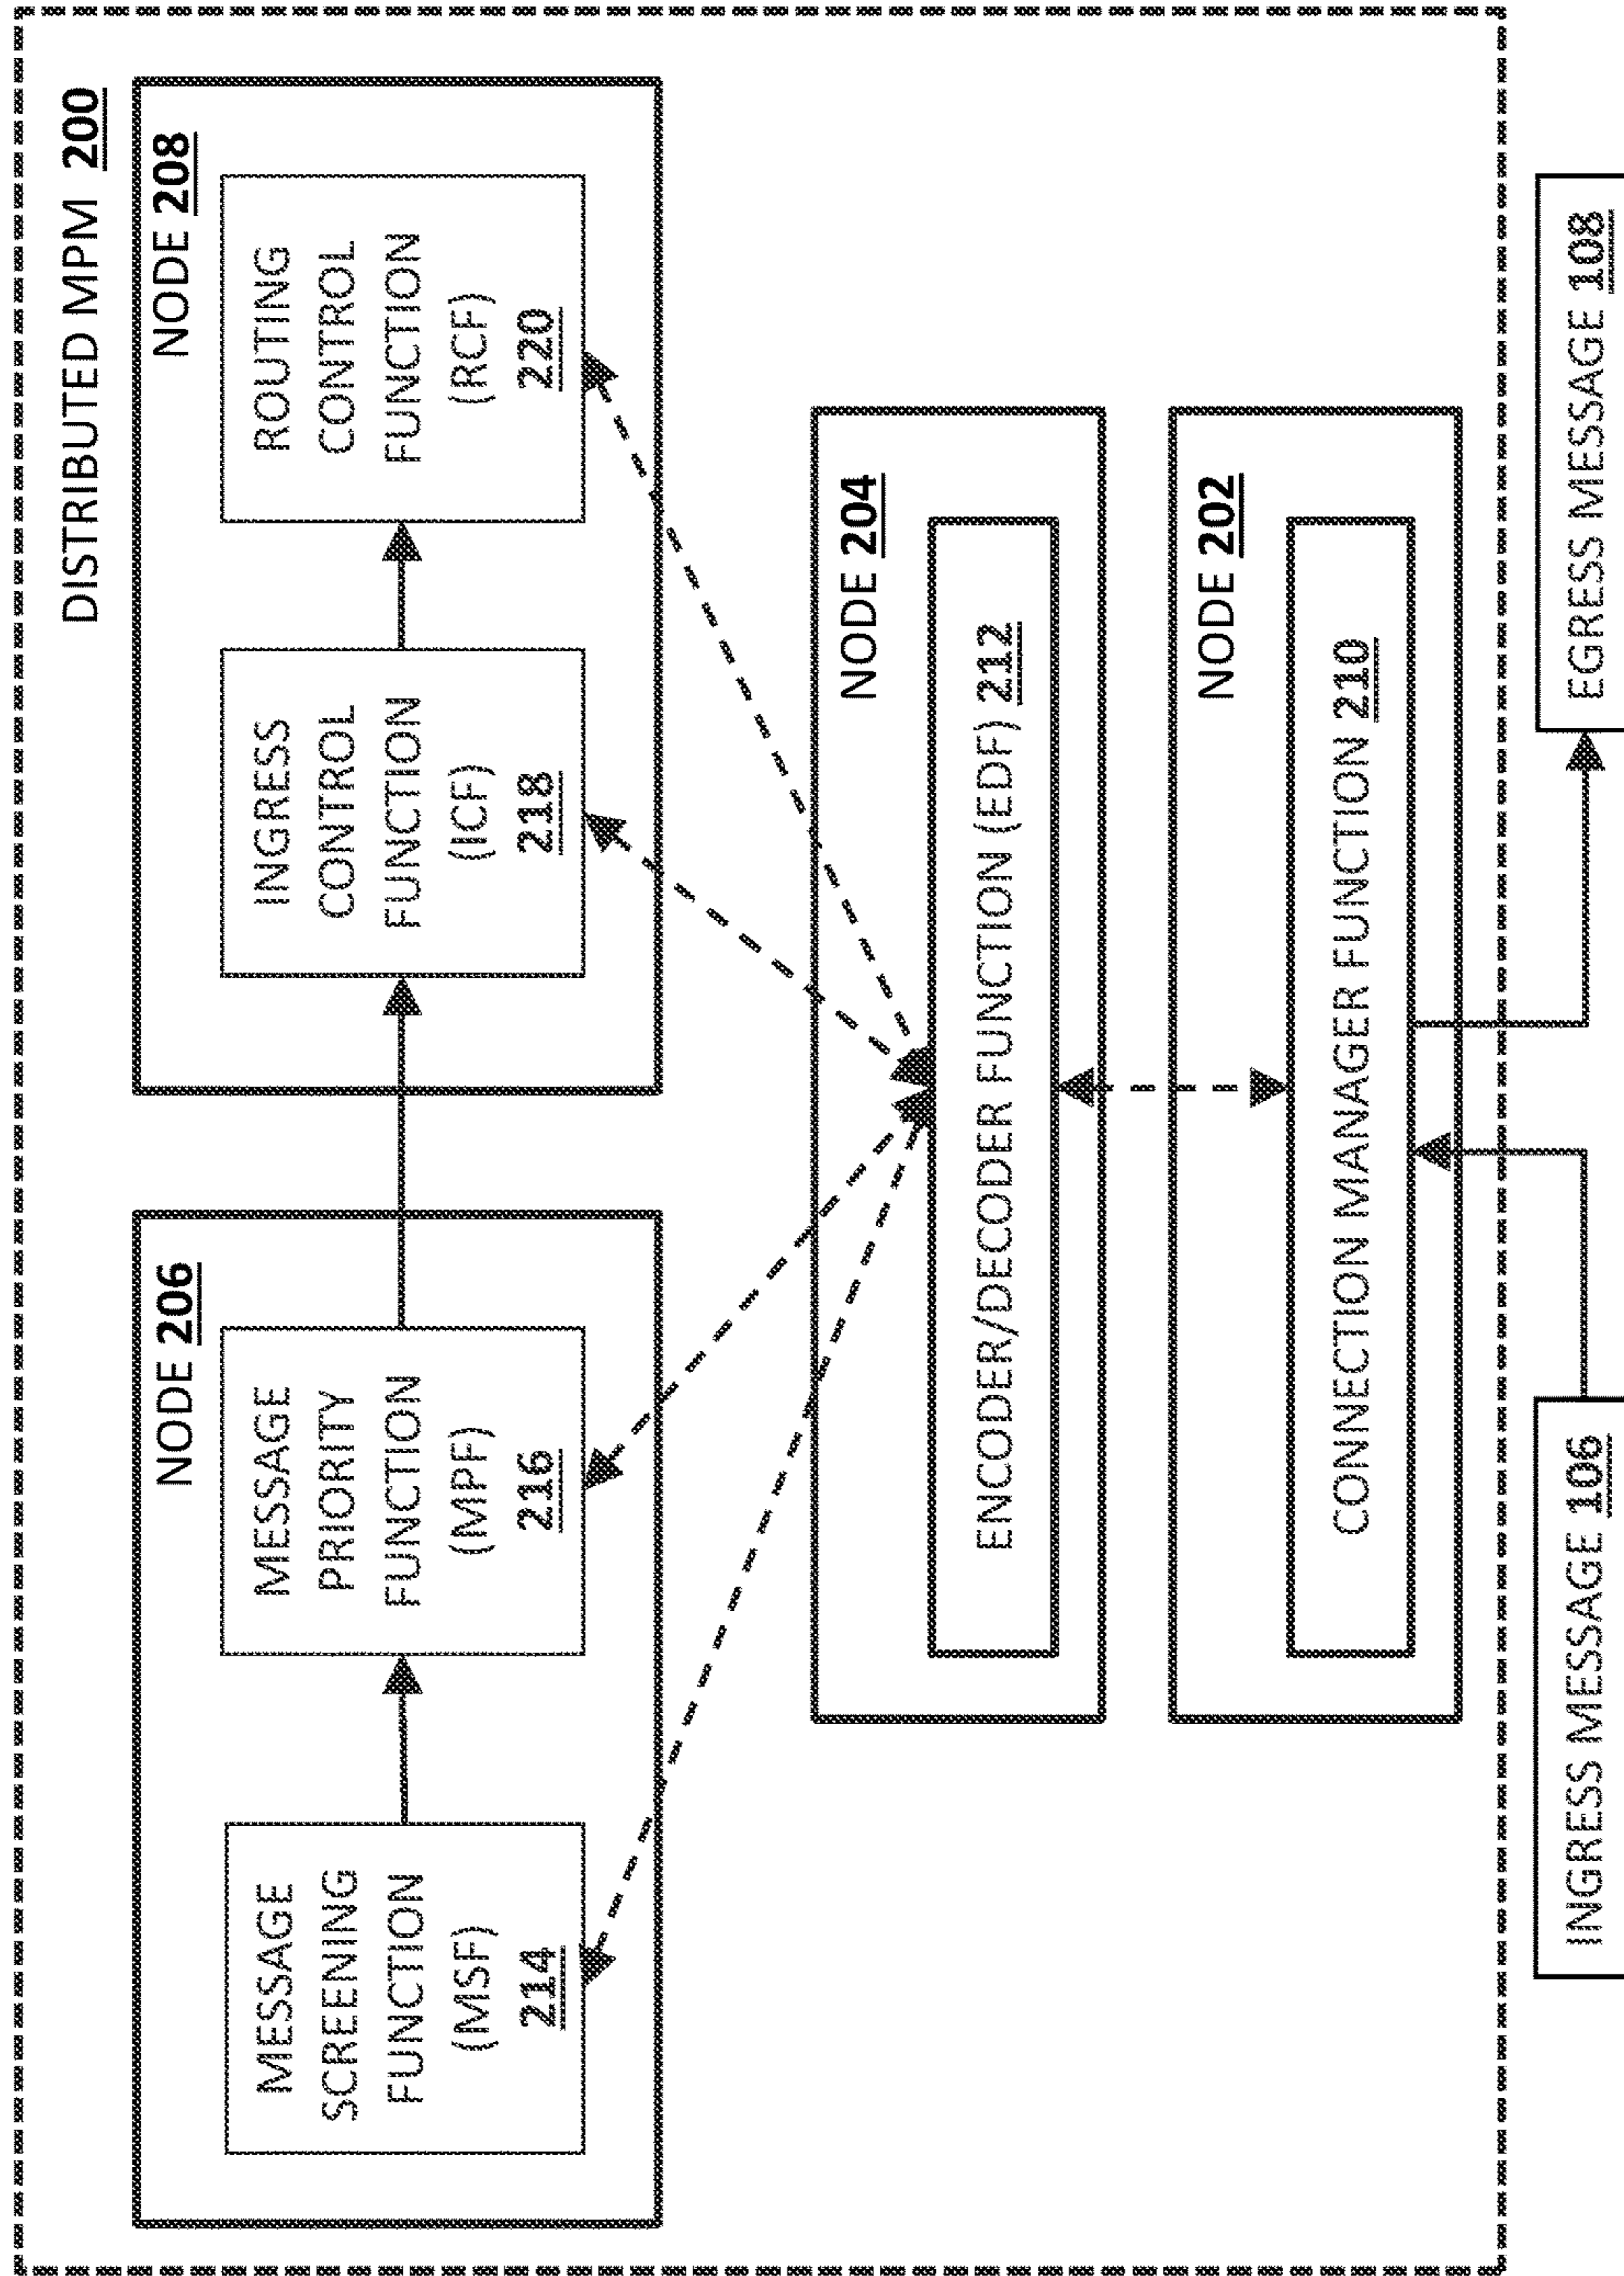 DISTRIBUTED MPM 200
NODE 206
MESSAGE
SCREENING
FUNCTION
(MSF)
214
MESSAGE
PRIORITY
FUNCTION
(MPF)
216
NODE 208
INGRESS
CONTROL
FUNCTION
(ICF)
218
ROUTING
CONTROL
FUNCTION
(RCF)
220
NODE 204
ENCODER/DECODER FUNCTION (EDF) 212
NODE 202
CONNECTION MANAGER FUNCTION 210
INGRESS MESSAGE 106
EGRESS MESSAGE 108